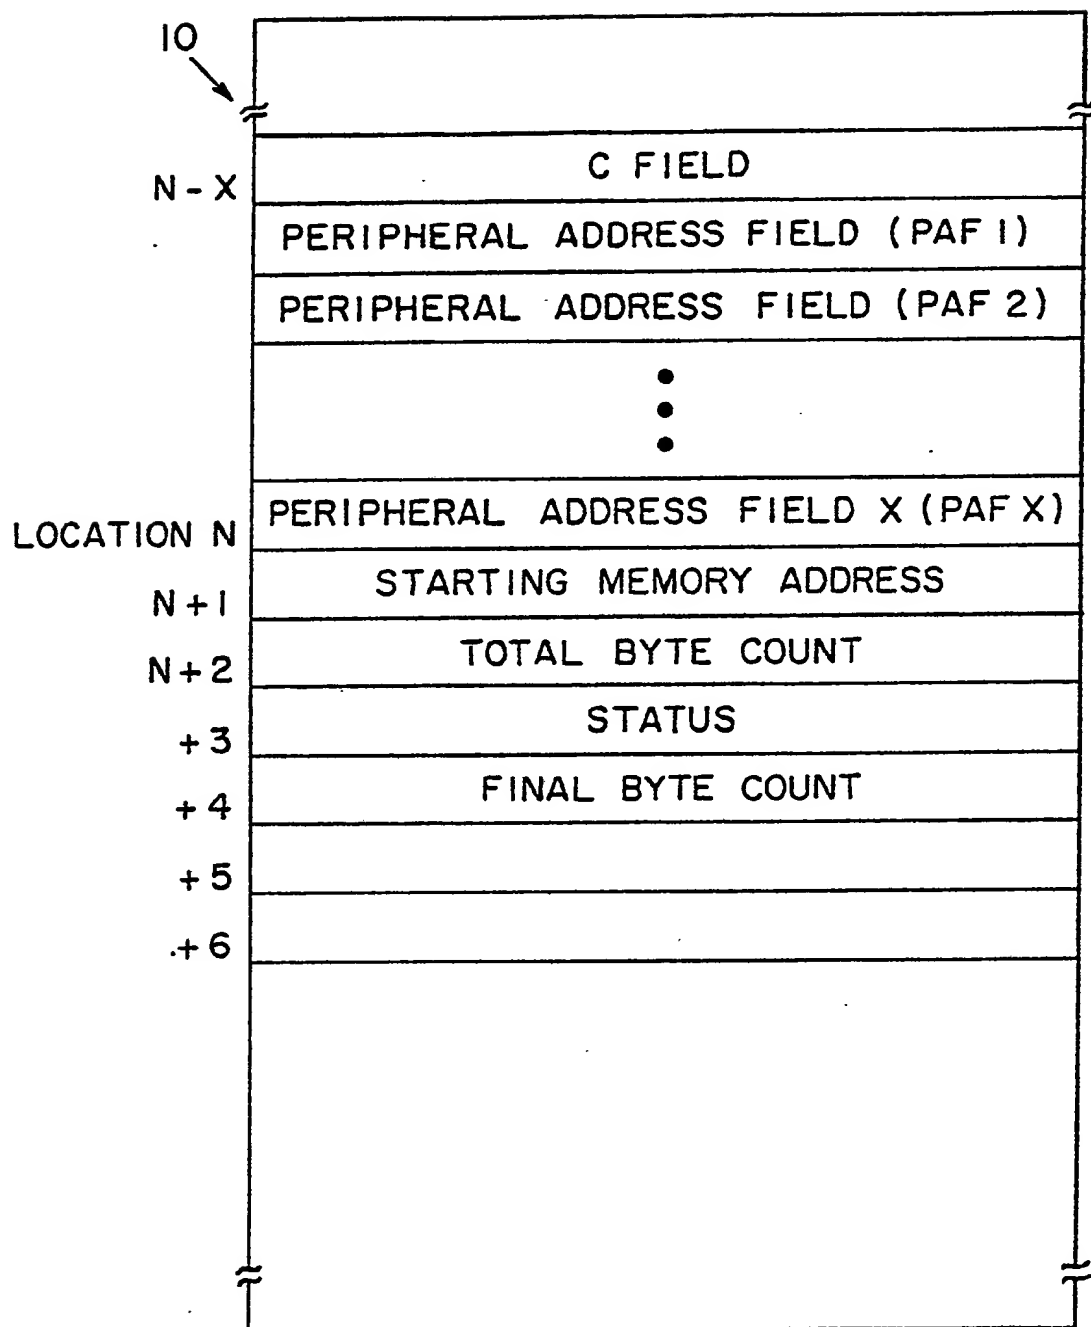 10
C FIELD
N-X
PERIPHERAL ADDRESS FIELD (PAF 1)
PERIPHERAL ADDRESS FIELD (PAF 2)
PERIPHERAL ADDRESS FIELD X (PAF X)
LOCATION N
STARTING MEMORY ADDRESS
N+1
TOTAL BYTE COUNT
N+2
STATUS
+3
FINAL BYTE COUNT
+4
+5
+6